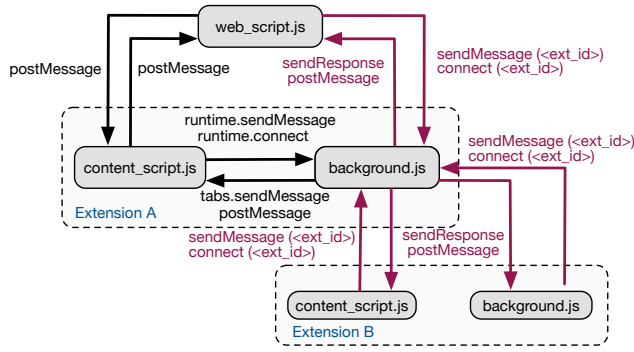 web_script.js
postMessage
postMessage
sendResponse
postMessage
sendMessage (<ext_id>)
connect (<ext_id>)
runtime.sendMessage
runtime.connect
content_script.js
background.js
tabs.sendMessage
postMessage
Extension A
sendMessage (<ext_id>)
connect (<ext_id>)
sendMessage (<ext_id>)
connect (<ext_id>)
sendResponse
postMessage
content_script.js
background.js
Extension B